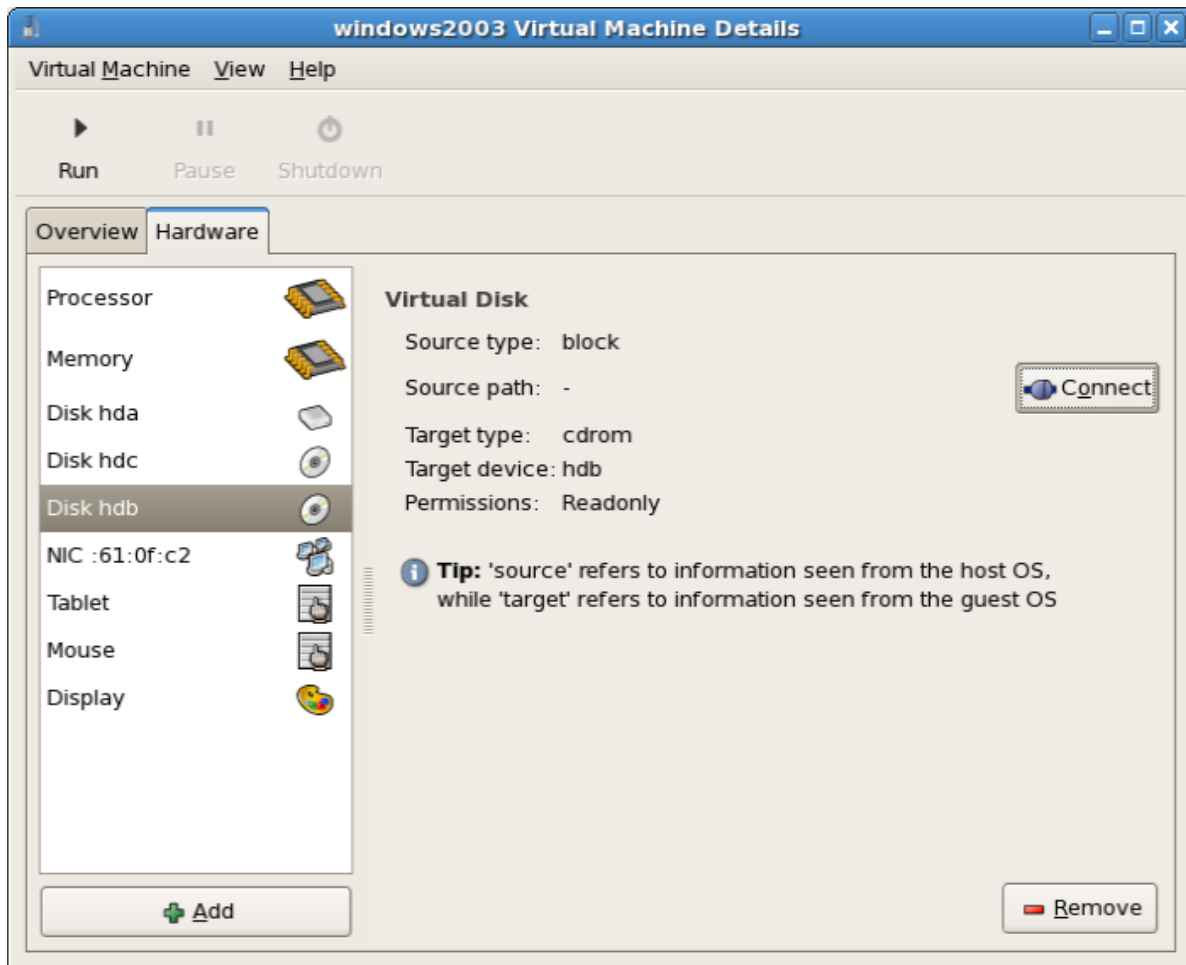 windows2003 Virtual Machine Details
Virtual Machine View Help
Run Pause Shutdown
Overview Hardware
Processor
Memory
Disk hda
Disk hdc
Disk hdb
NIC :61:0f:c2
Tablet
Mouse
Display
Add
Virtual Disk
Source type: block
Source path: -
Connect
Target type: cdrom
Target device: hdb
Permissions: Readonly
Tip: 'source' refers to information seen from the host OS,
while 'target' refers to information seen from the guest OS
Remove